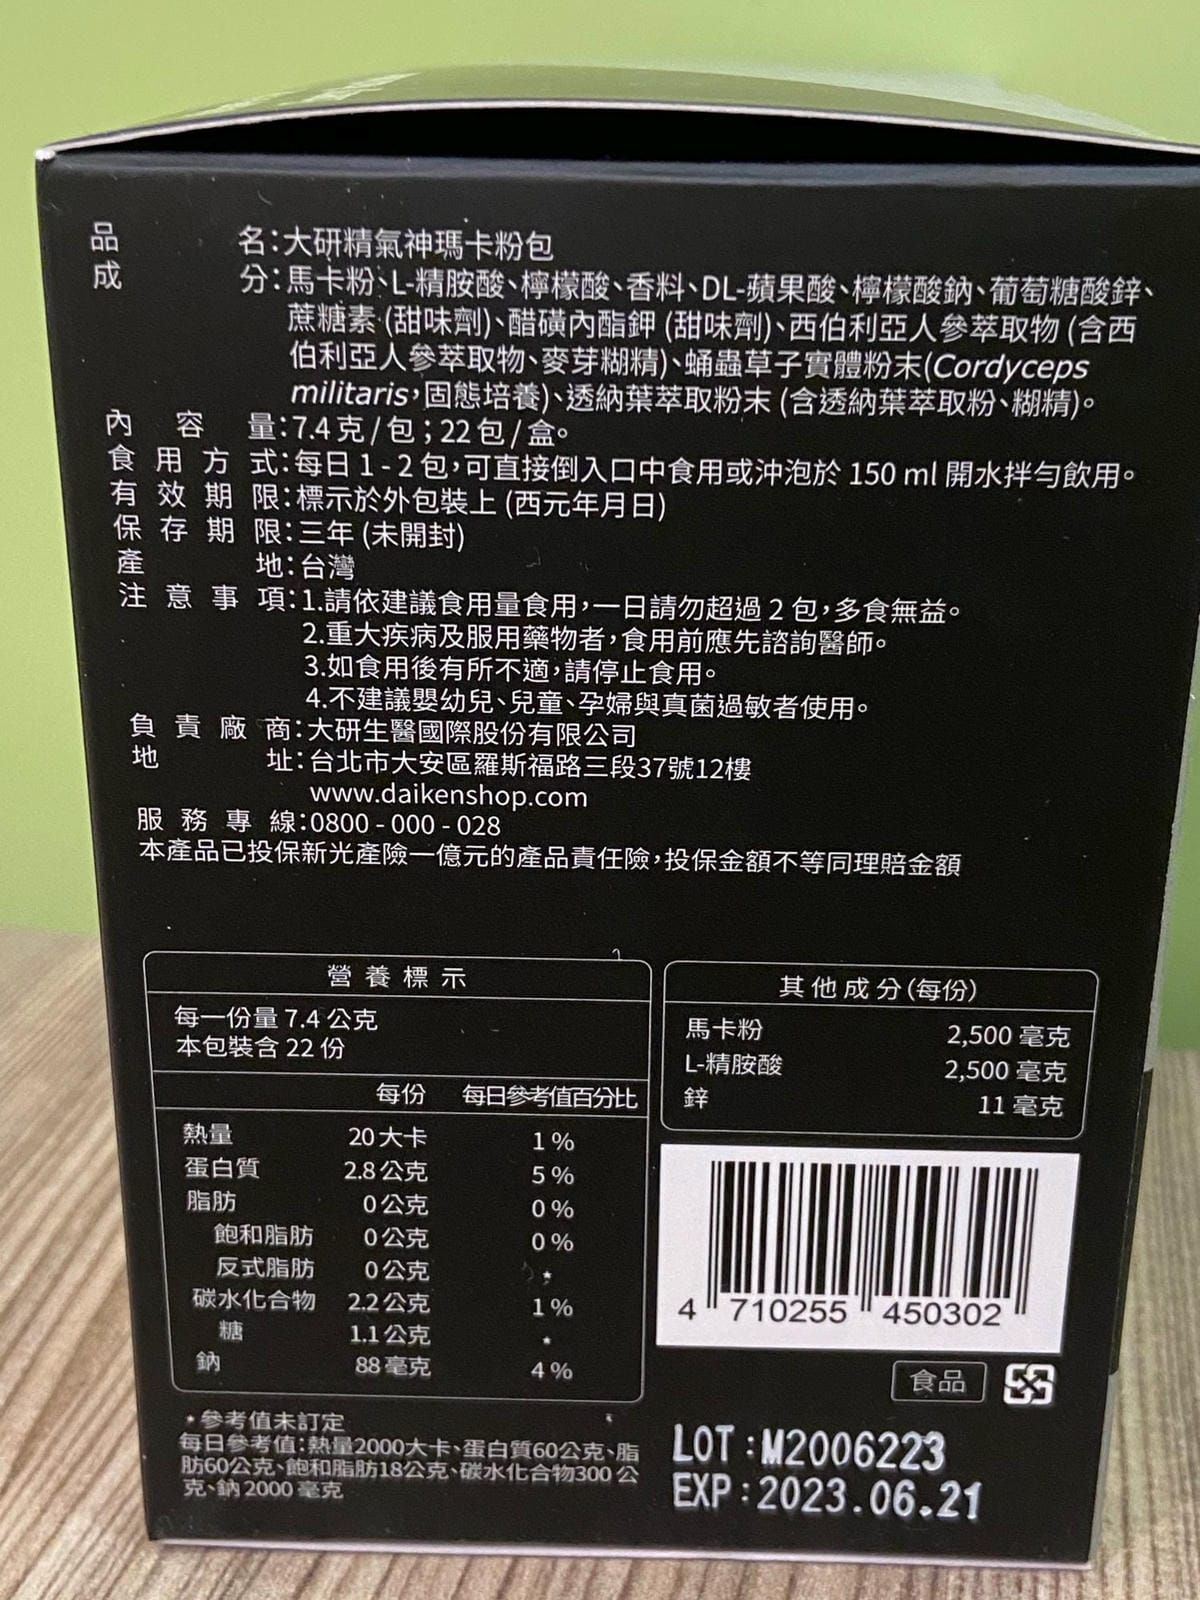 品名:大研精氣神瑪卡粉包
成分:馬卡粉、L-精胺酸、檸檬酸、香料、DL-蘋果酸、檸檬酸鈉、葡萄糖酸鋅、
蔗糖素 (甜味劑)、醋磺內酯鉀 (甜味劑)、西伯利亞人參萃取物 (含西
伯利亞人參萃取物、麥芽糊精)、蛹蟲草子實體粉末(Cordyceps
militaris,固態培養)、透納葉萃取粉末 (含透納葉萃取粉、糊精)。
內容量:7.4 克 / 包;22 包 / 盒。
食用方式:每日 1 - 2 包,可直接倒入口中食用或沖泡於 150 ml 開水拌勻飲用。
有效期限:標示於外包裝上 (西元年月日)
保存期限:三年 (未開封)
產地:台灣
注意事項:1.請依建議食用量食用,一日請勿超過 2 包,多食無益。
2.重大疾病及服用藥物者,食用前應先諮詢醫師。
3.如食用後有所不適,請停止食用。
4.不建議嬰幼兒、兒童、孕婦與真菌過敏者使用。
負責廠商:大研生醫國際股份有限公司
地址:台北市大安區羅斯福路三段37號12樓
www.daikenshop.com
服務專線:0800 - 000 - 028
本產品已投保新光產險一億元的產品責任險,投保金額不等同理賠金額
營養標示
每一份量 7.4 公克
本包裝含 22 份
每份 每日參考值百分比
熱量 20 大卡 1 %
蛋白質 2.8 公克 5 %
脂肪 0 公克 0 %
飽和脂肪 0 公克 0 %
反式脂肪 0 公克 *
碳水化合物 2.2 公克 1 %
糖 1.1 公克 *
鈉 88 毫克 4 %
*參考值未訂定
每日參考值:熱量2000大卡、蛋白質60公克、脂
肪60公克、飽和脂肪18公克、碳水化合物300 公
克、鈉 2000 毫克
其他成分(每份)
馬卡粉 2,500 毫克
L-精胺酸 2,500 毫克
鋅 11 毫克
4 710255 450302
食品
LOT:M2006223
EXP:2023.06.21